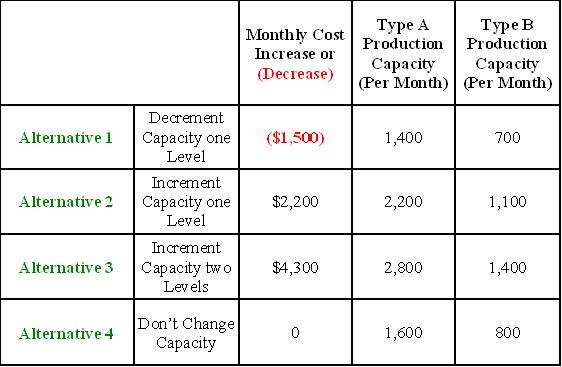 Monthly Cost
Increase or
(Decrease)
Type A
Production
Capacity
(Per Month)
Type B
Production
Capacity
(Per Month)
Alternative 1
Decrement
Capacity one
Level
($1,500)
1,400
700
Alternative 2
Increment
Capacity one
Level
$2,200
2,200
1,100
Alternative 3
Increment
Capacity two
Levels
$4,300
2,800
1,400
Alternative 4
Don't Change
Capacity
0
1,600
800